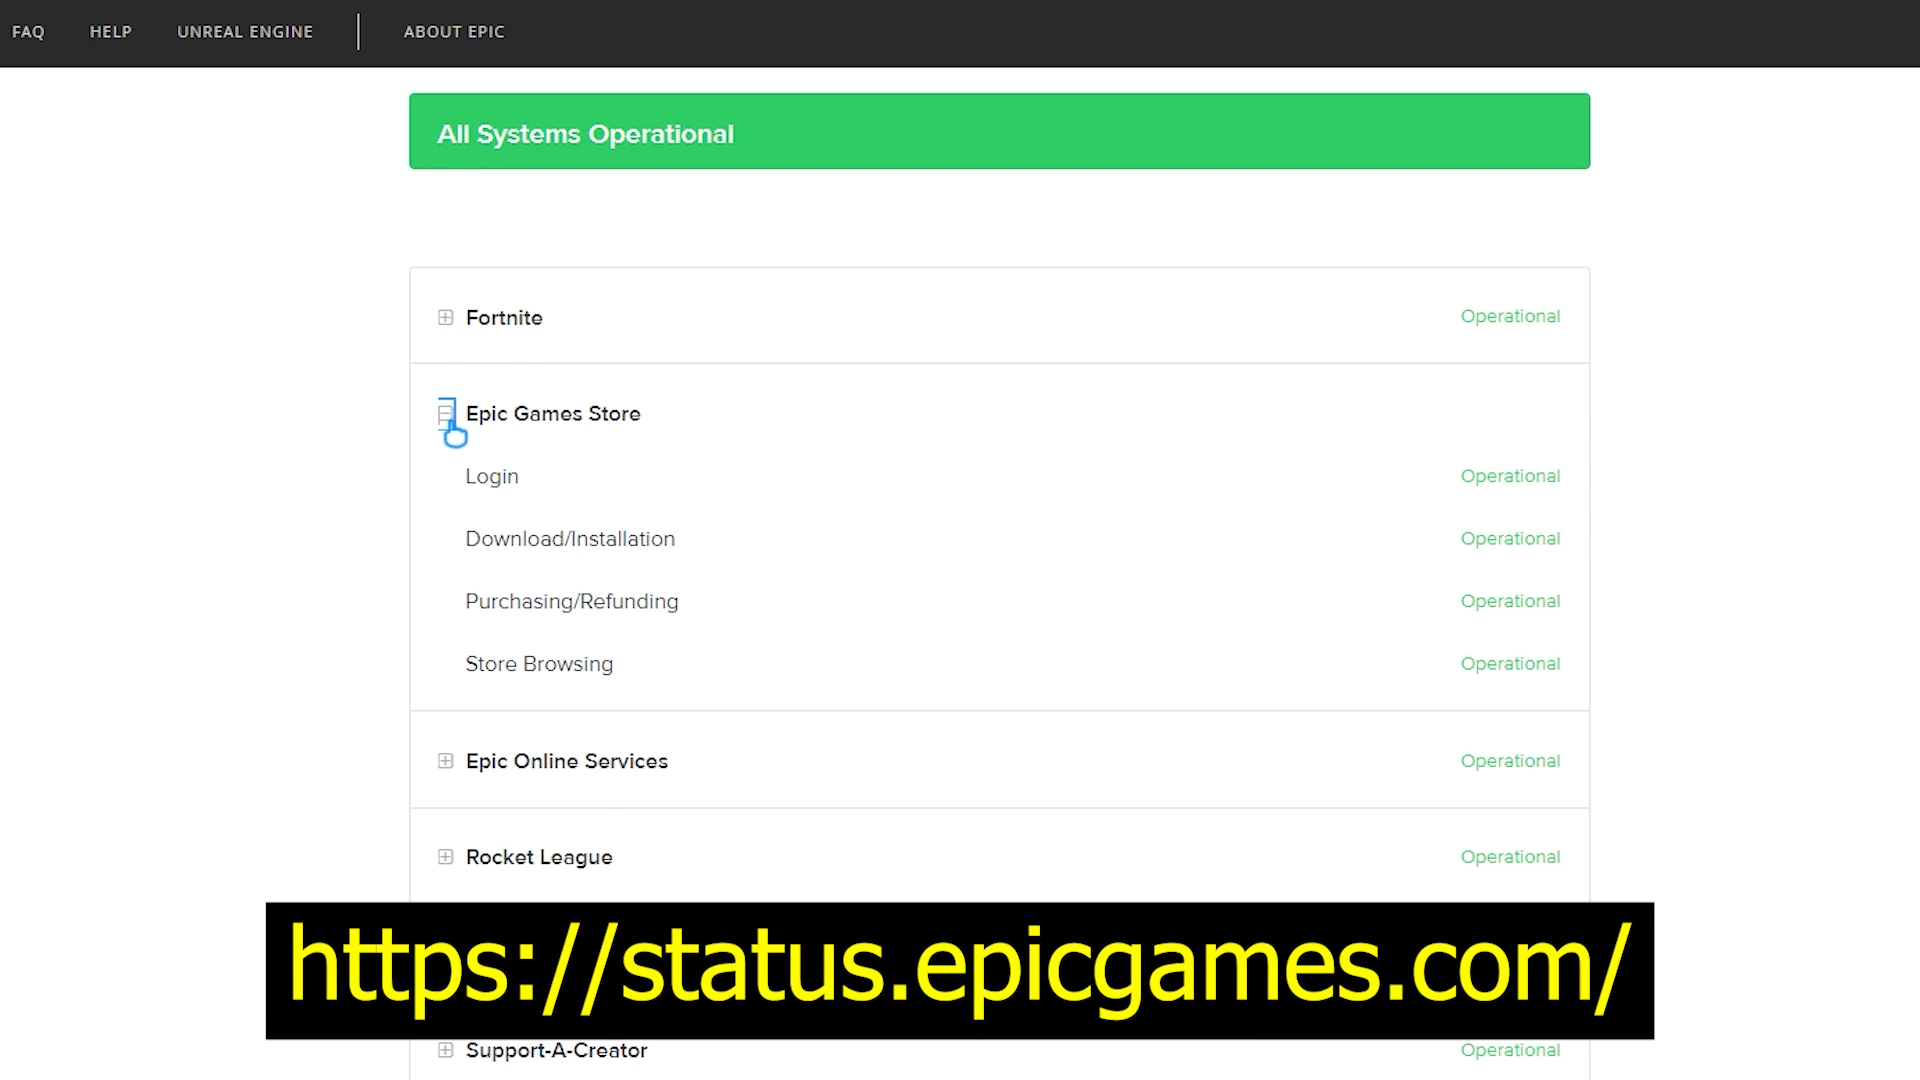 FAQ HELP UNREAL ENGINE ABOUT EPIC
All Systems Operational
Fortnite Operational
Epic Games Store
Login Operational
Download/Installation Operational
Purchasing/Refunding Operational
Store Browsing Operational
Epic Online Services Operational
Rocket League Operational
https://status.epicgames.com/
Support-A-Creator Operational